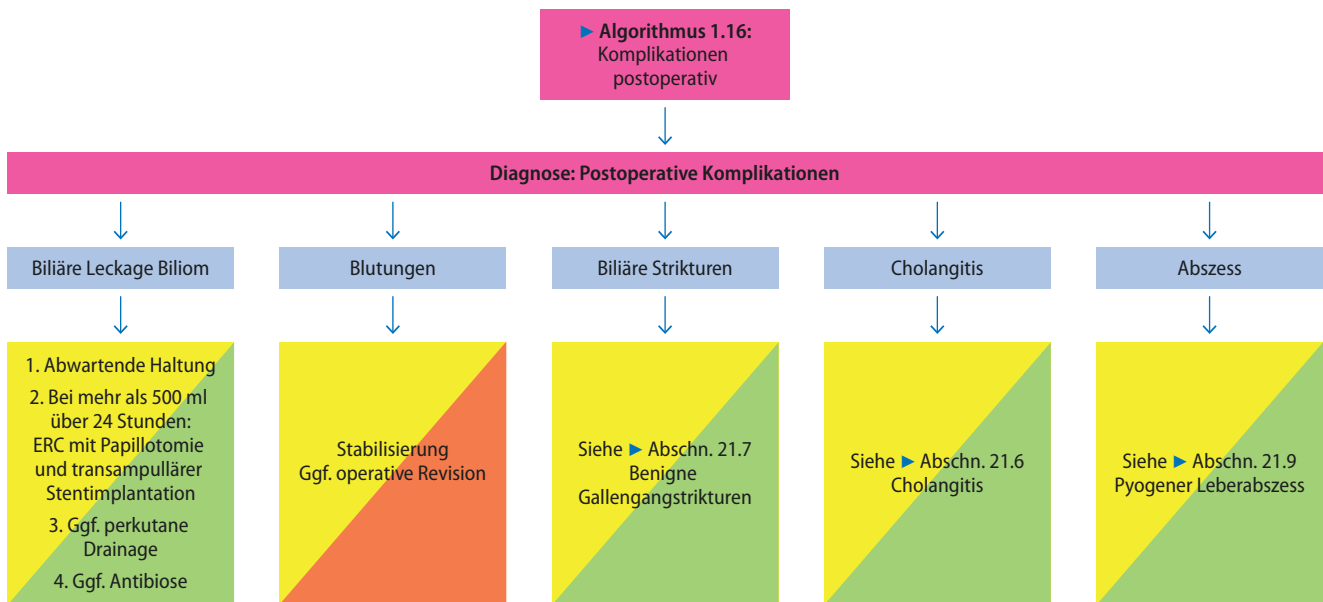 ► Algorithmus 1.16:
Komplikationen
postoperativ
Diagnose: Postoperative Komplikationen
Biliäre Leckage Biliom
Blutungen
Biliäre Strikturen
Cholangitis
Abszess
1. Abwartende Haltung
2. Bei mehr als 500 ml
über 24 Stunden:
ERC mit Papillotomie
und transampullärer
Stentimplantation
3. Ggf. perkutane
Drainage
4. Ggf. Antibiose
Stabilisierung
Ggf. operative Revision
Siehe ► Abschn. 21.7
Benigne
Gallengangstrikturen
Siehe ► Abschn. 21.6
Cholangitis
Siehe ► Abschn. 21.9
Pyogener Leberabszess